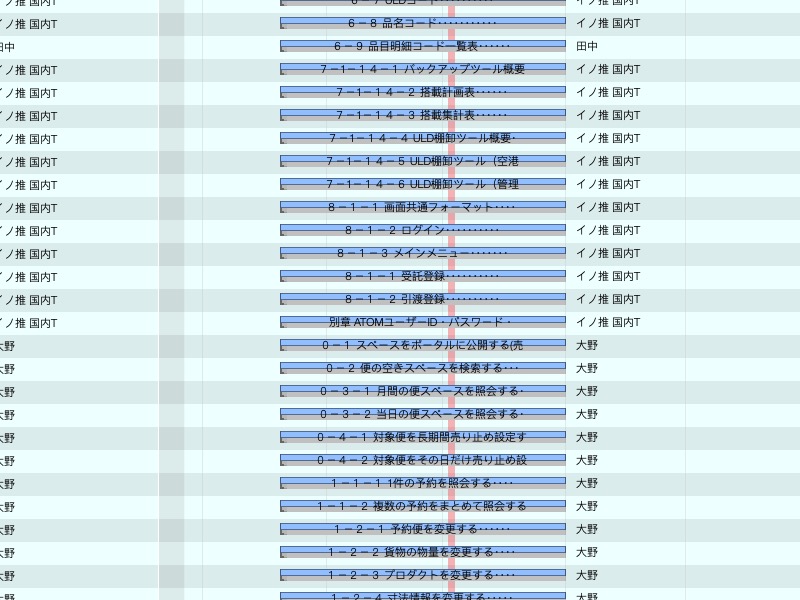 ６－７ ULDコード・・・・・・・・・・ イノ推 国内T
イノ推 国内T ６－８ 品名コード・・・・・・・・・・・ イノ推 国内T
田中 ６－９ 品目明細コード一覧表・・・・・・ 田中
イノ推 国内T ７－１－１４－１ バックアップツール概要 イノ推 国内T
イノ推 国内T ７－１－１４－２ 搭載計画表・・・・・・ イノ推 国内T
イノ推 国内T ７－１－１４－３ 搭載集計表・・・・・・ イノ推 国内T
イノ推 国内T ７－１－１４－４ ULD棚卸ツール概要・ イノ推 国内T
イノ推 国内T ７－１－１４－５ ULD棚卸ツール（空港 イノ推 国内T
イノ推 国内T ７－１－１４－６ ULD棚卸ツール（管理 イノ推 国内T
イノ推 国内T ８－１－１ 画面共通フォーマット・・・・ イノ推 国内T
イノ推 国内T ８－１－２ ログイン・・・・・・・・・・ イノ推 国内T
イノ推 国内T ８－１－３ メインメニュー・・・・・・・ イノ推 国内T
イノ推 国内T ８－１－１ 受託登録・・・・・・・・・・ イノ推 国内T
イノ推 国内T ８－１－２ 引渡登録・・・・・・・・・・ イノ推 国内T
イノ推 国内T 別章 ATOMユーザーID・パスワード・ イノ推 国内T
大野 ０－１ スペースをポータルに公開する(売 大野
大野 ０－２ 便の空きスペースを検索する・・・ 大野
大野 ０－３－１ 月間の便スペースを照会する・ 大野
大野 ０－３－２ 当日の便スペースを照会する・ 大野
大野 ０－４－１ 対象便を長期間売り止め設定す 大野
大野 ０－４－２ 対象便をその日だけ売り止め設 大野
大野 １－１－１ 1件の予約を照会する・・・・ 大野
大野 １－１－２ 複数の予約をまとめて照会する 大野
大野 １－２－１ 予約便を変更する・・・・・・ 大野
大野 １－２－２ 貨物の物量を変更する・・・・ 大野
大野 １－２－３ プロダクトを変更する・・・・ 大野
大野 １－２－４ 寸法情報を変更する・・・・・ 大野